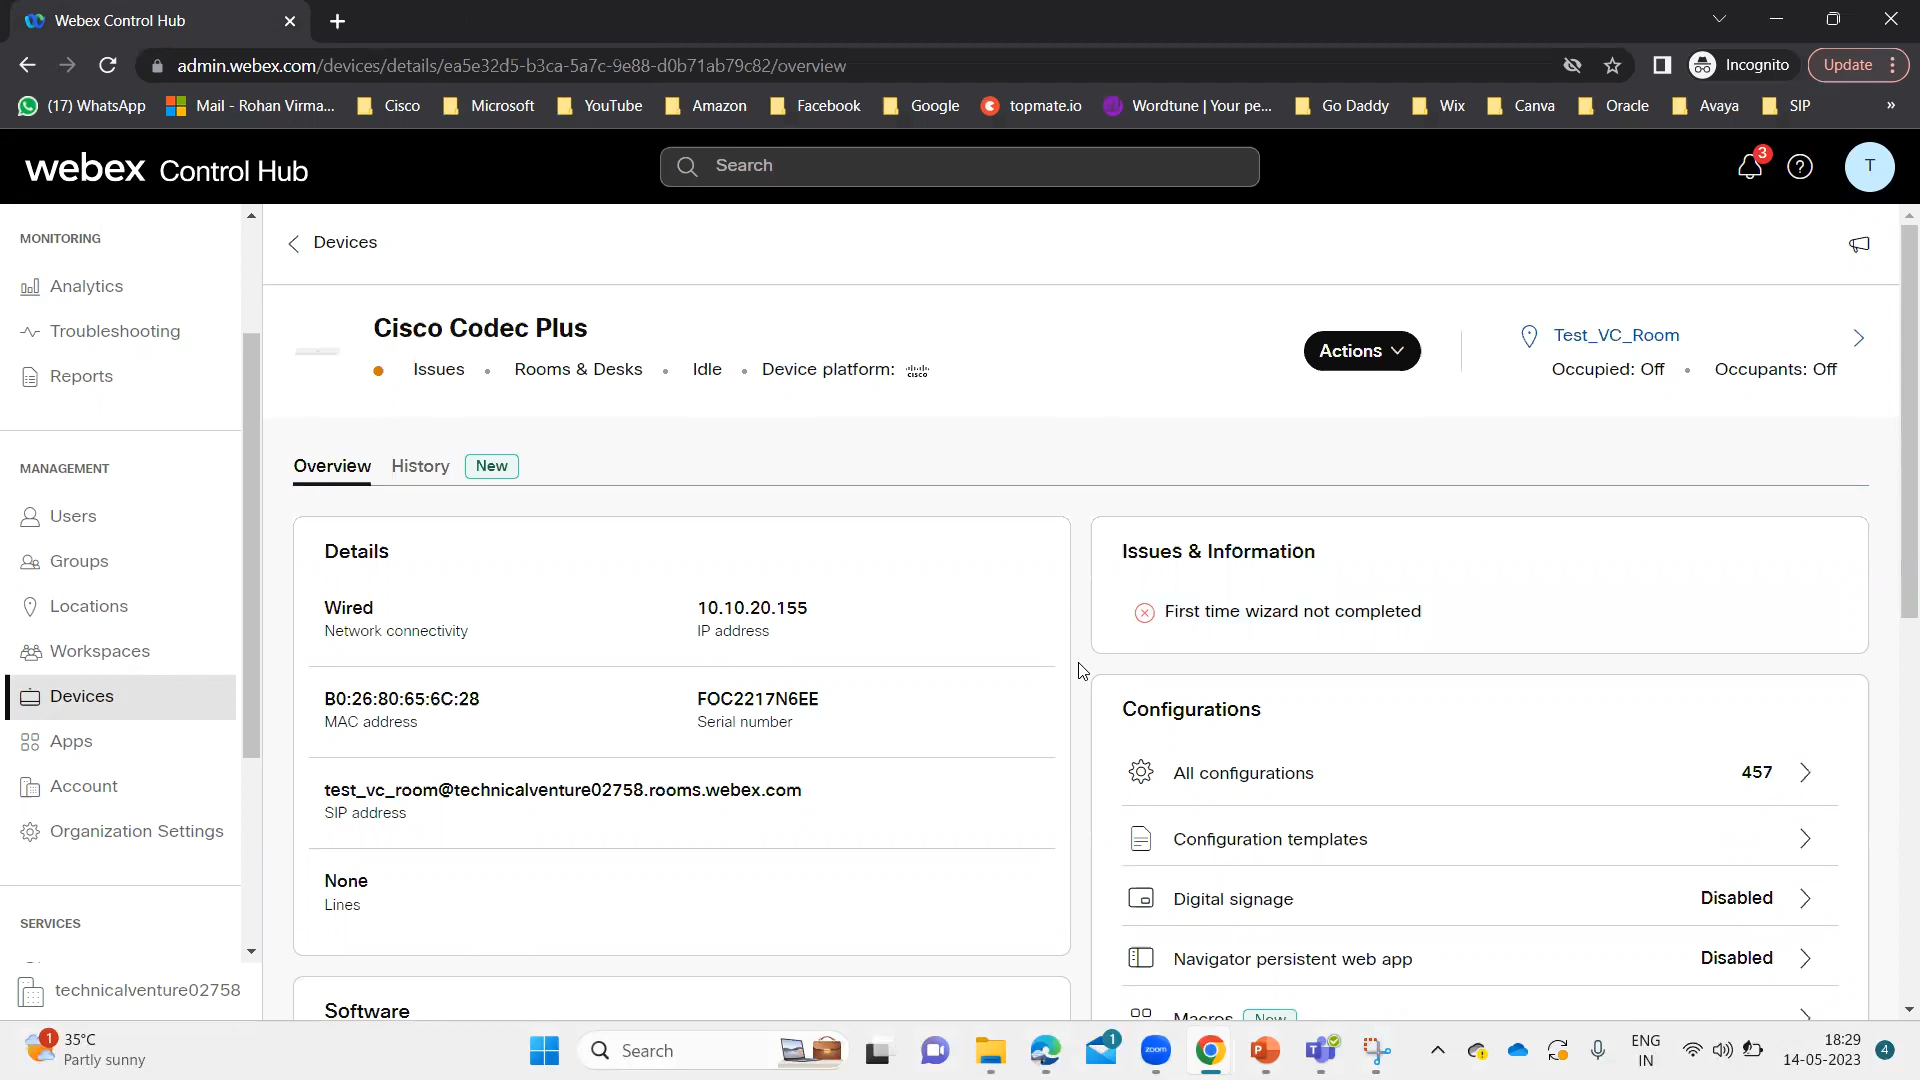 Webex Control Hub
admin.webex.com/devices/details/ea5e32d5-b3ca-5a7c-9e88-d0b71ab79c82/overview
Incognito
Update
(17) WhatsApp
Mail - Rohan Virma...
Cisco
Microsoft
YouTube
Amazon
Facebook
Google
topmate.io
Wordtune | Your pe...
Go Daddy
Wix
Canva
Oracle
Avaya
SIP
»
webex Control Hub
Search
3
T
MONITORING
Analytics
Troubleshooting
Reports
MANAGEMENT
Users
Groups
Locations
Workspaces
Devices
Apps
Account
Organization Settings
SERVICES
technicalventure02758
Devices
Cisco Codec Plus
Issues • Rooms & Desks • Idle • Device platform: cisco
Actions
Test_VC_Room
Occupied: Off • Occupants: Off
Overview
History
New
Details
Wired
Network connectivity
10.10.20.155
IP address
B0:26:80:65:6C:28
MAC address
FOC2217N6EE
Serial number
test_vc_room@technicalventure02758.rooms.webex.com
SIP address
None
Lines
Software
Issues & Information
First time wizard not completed
Configurations
All configurations 457
Configuration templates
Digital signage Disabled
Navigator persistent web app Disabled
Macros New
1
35°C
Partly sunny
Search
1
zoom
ENG
IN
18:29
14-05-2023
4